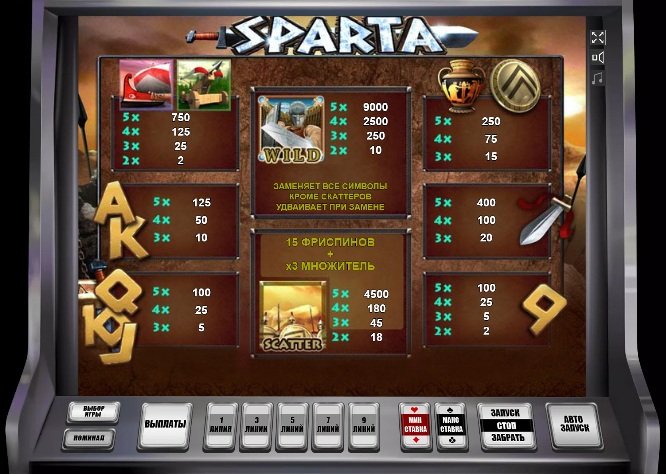 SPARTA
5x 750
4x 125
3x 25
2x 2
5x 9000
4x 2500
3x 250
2x 10
WILD
ЗАМЕНЯЕТ ВСЕ СИМВОЛЫ
КРОМЕ СКАТТЕРОВ
УДВАИВАЕТ ПРИ ЗАМЕНЕ
5x 250
4x 75
3x 15
A K
5x 125
4x 50
3x 10
5x 400
4x 100
3x 20
15 ФРИСПИНОВ
+
x3 МНОЖИТЕЛЬ
5x 4500
4x 180
3x 45
2x 18
SCATTER
Q K J
5x 100
4x 25
3x 5
5x 100
4x 25
3x 5
2x 2
9
ВЫБОР
ИГРЫ
НОМИНАЛ
ВЫПЛАТЫ
1
ЛИНИЯ
3
ЛИНИИ
5
ЛИНИЙ
7
ЛИНИЙ
9
ЛИНИЙ
МИН
СТАВКА
МАКС
СТАВКА
ЗАПУСК
СТОП
ЗАБРАТЬ
АВТО
ЗАПУСК